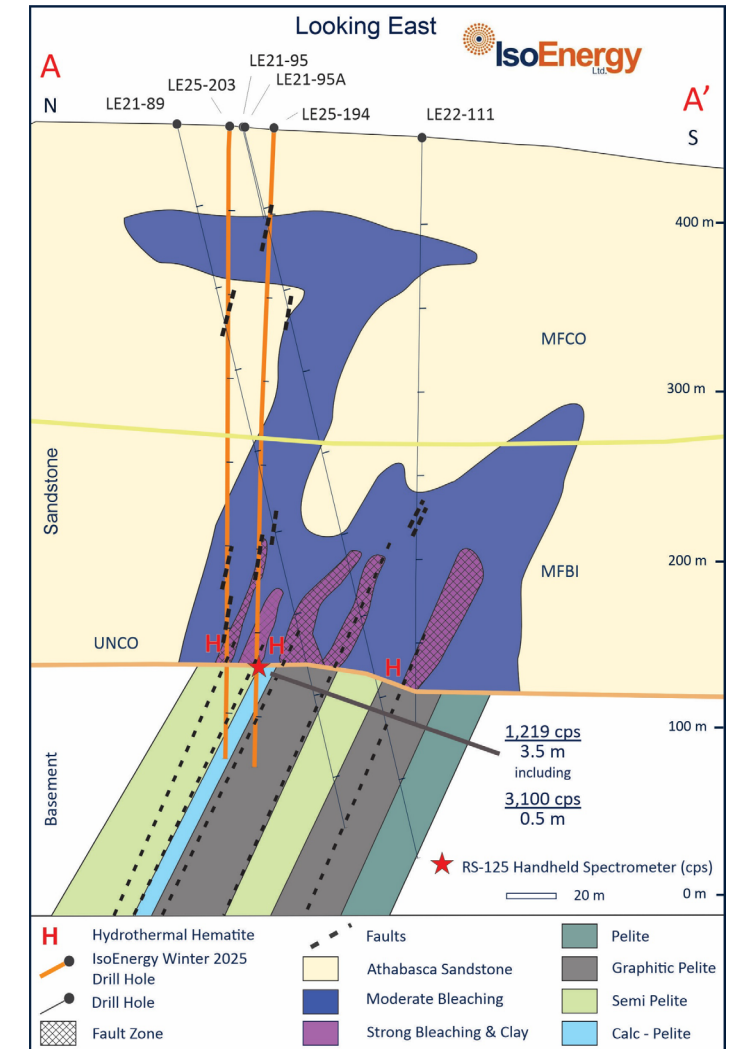 Looking East
IsoEnergy
Ltd.
A
A’
N
S
LE21-95
LE25-203
LE21-95A
LE21-89
LE25-194
LE22-111
400 m
MFCO
300 m
Sandstone
200 m
MFBI
UNCO
H
H
H
100 m
1,219 cps
3.5 m
including
3,100 cps
0.5 m
Basement
RS-125 Handheld Spectrometer (cps)
20 m
0 m
H Hydrothermal Hematite
IsoEnergy Winter 2025
Drill Hole
Drill Hole
Fault Zone
Faults
Athabasca Sandstone
Moderate Bleaching
Strong Bleaching & Clay
Pelite
Graphitic Pelite
Semi Pelite
Calc - Pelite